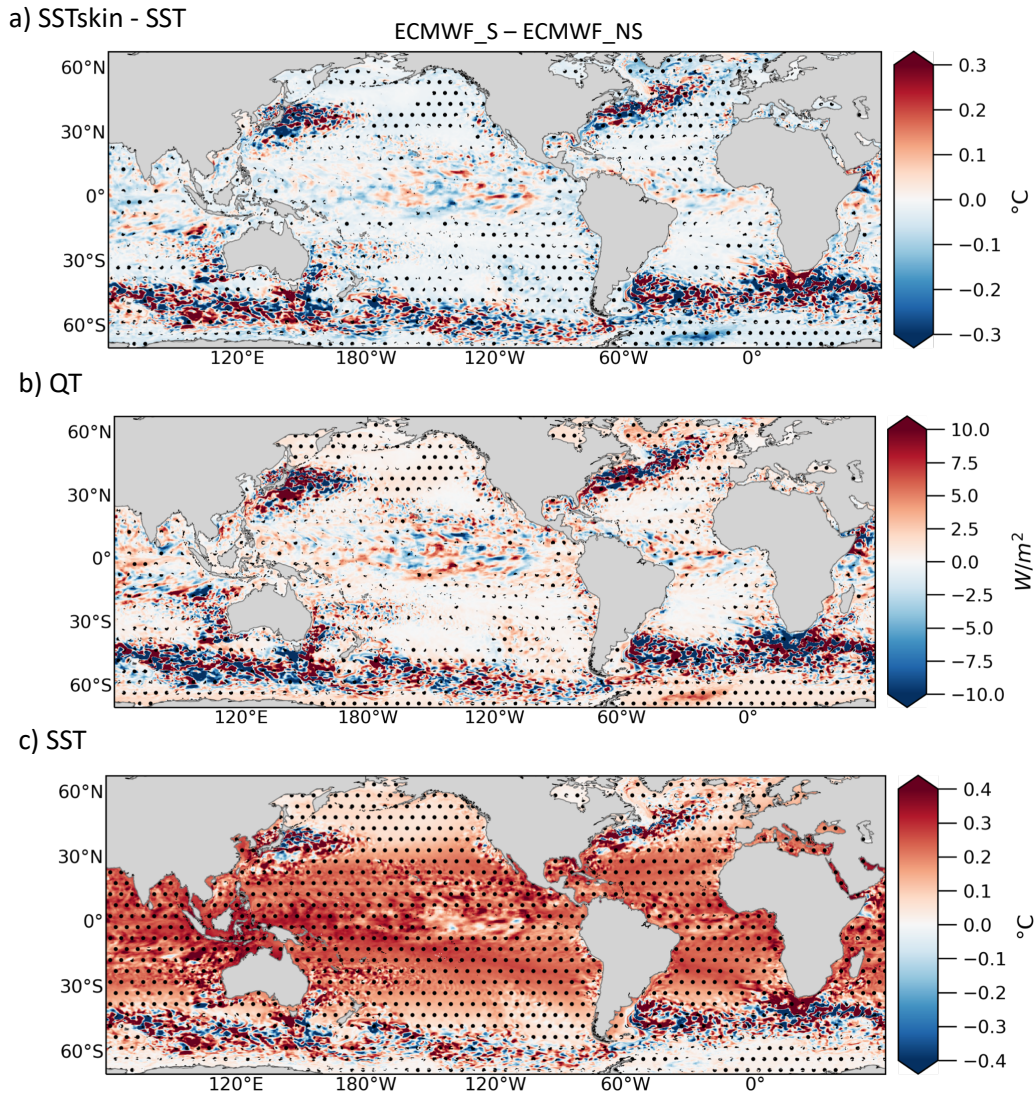 a) SSTskin - SST
ECMWF_S – ECMWF_NS
60°N
30°N
0°
30°S
60°S
120°E
180°W
120°W
60°W
0°
0.3
0.2
0.1
0.0
−0.1
−0.2
−0.3
°C
b) QT
60°N
30°N
0°
30°S
60°S
120°E
180°W
120°W
60°W
0°
10.0
7.5
5.0
2.5
0.0
−2.5
−5.0
−7.5
−10.0
W/m²
c) SST
60°N
30°N
0°
30°S
60°S
120°E
180°W
120°W
60°W
0°
0.4
0.3
0.2
0.1
0.0
−0.1
−0.2
−0.3
−0.4
°C